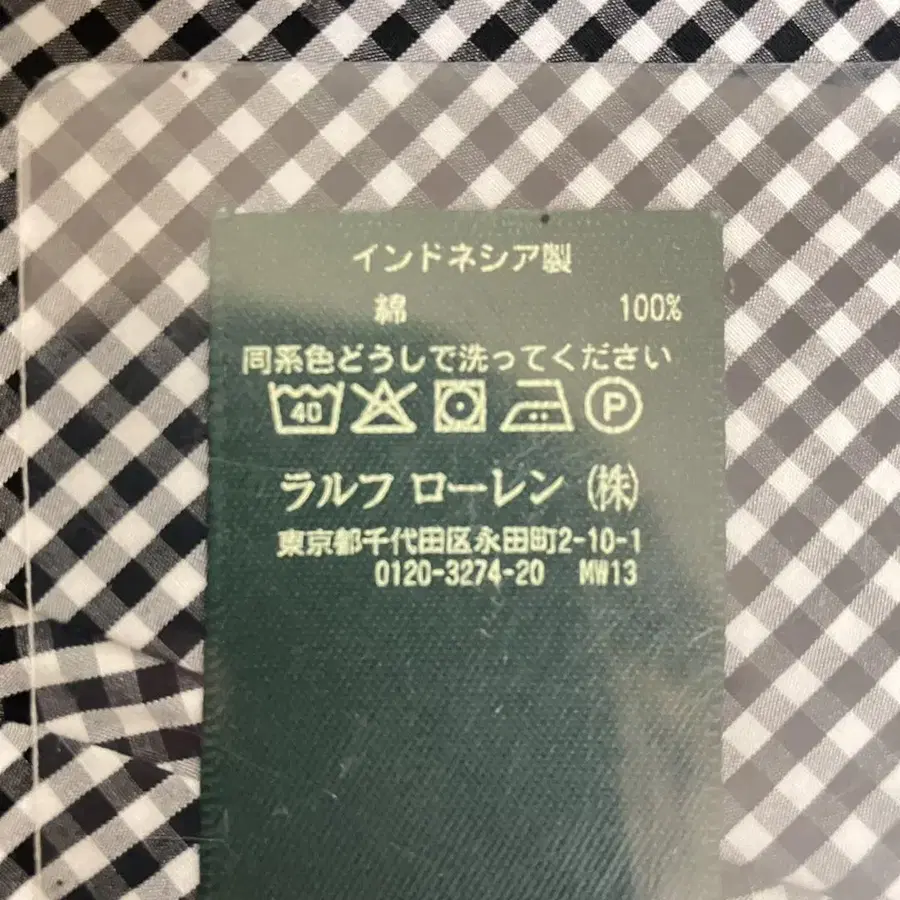 インドネシア製
綿 100%
同系色どうしで洗ってください
40 P
ラルフ ローレン (株)
東京都千代田区永田町2-10-1
0120-3274-20 MW13